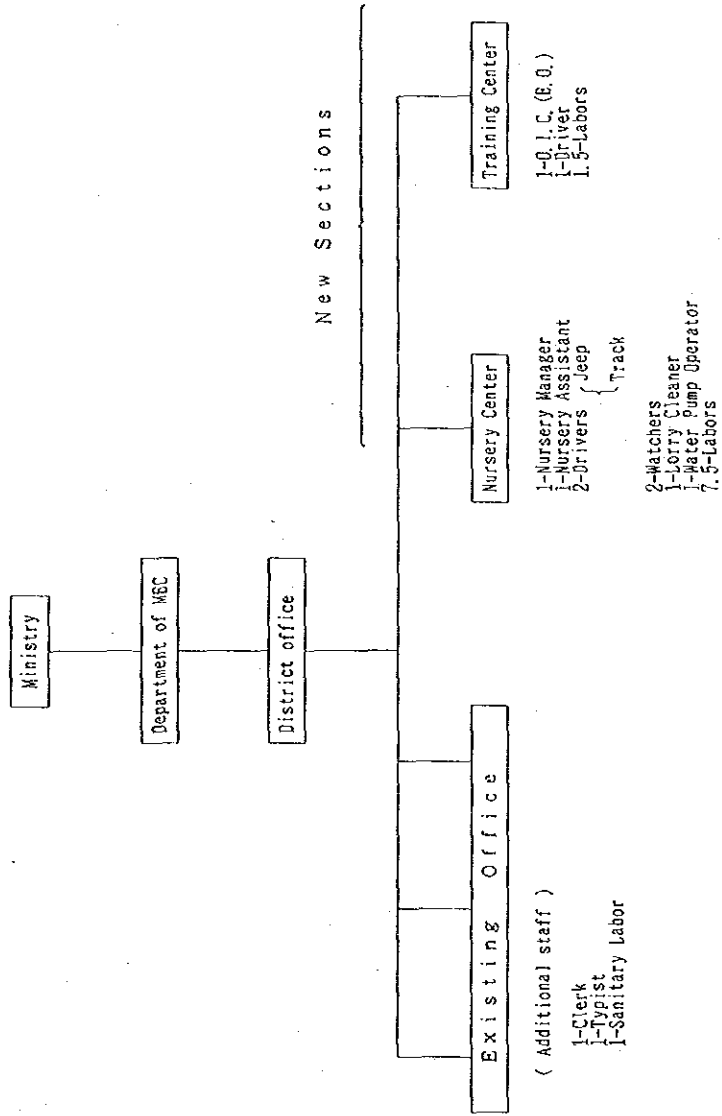 Ministry
Department of MEC
District office
New Sections
Existing Office
( Additional staff )
1-Clerk
1-Typist
1-Sanitary Labor
Nursery Center
1-Nursery Manager
1-Nursery Assistant
2-Drivers { Jeep
Track
2-Watchers
1-Lorry Cleaner
1-Water Pump Operator
7.5-Labors
Training Center
1-O.I.C.(E.O.)
1-Driver
1.5-Labors